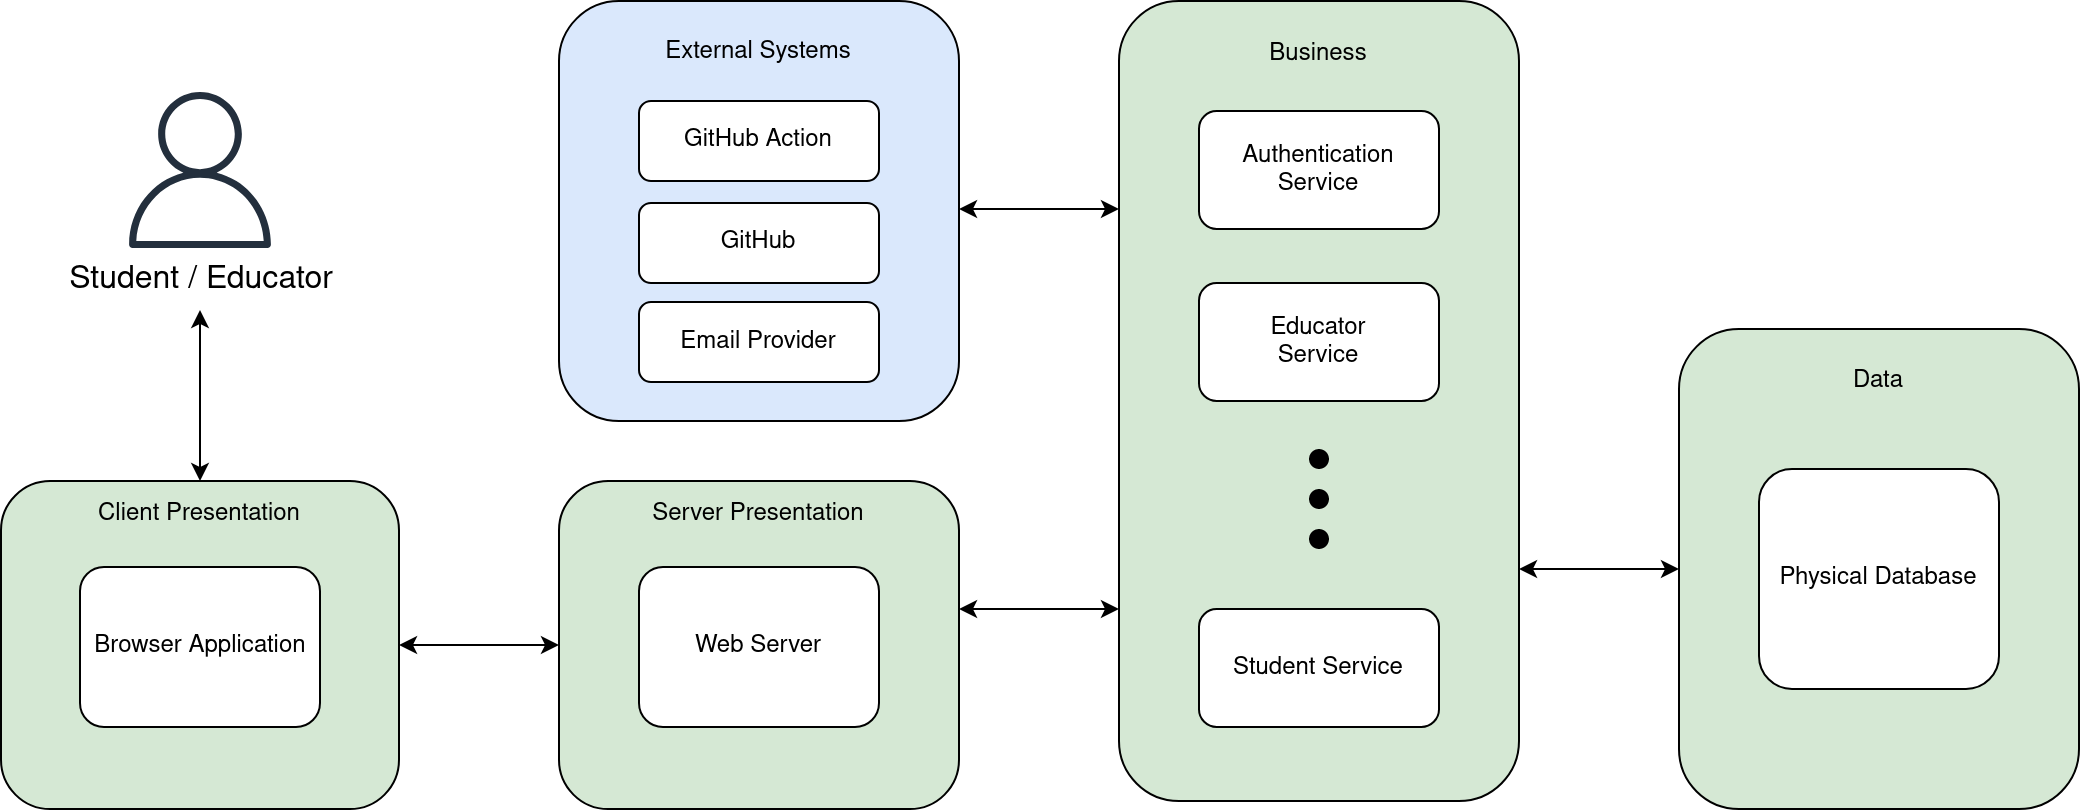 Student / Educator
External Systems
GitHub Action
GitHub
Email Provider
Business
Authentication
Service
Educator
Service
Student Service
Client Presentation
Browser Application
Server Presentation
Web Server
Data
Physical Database